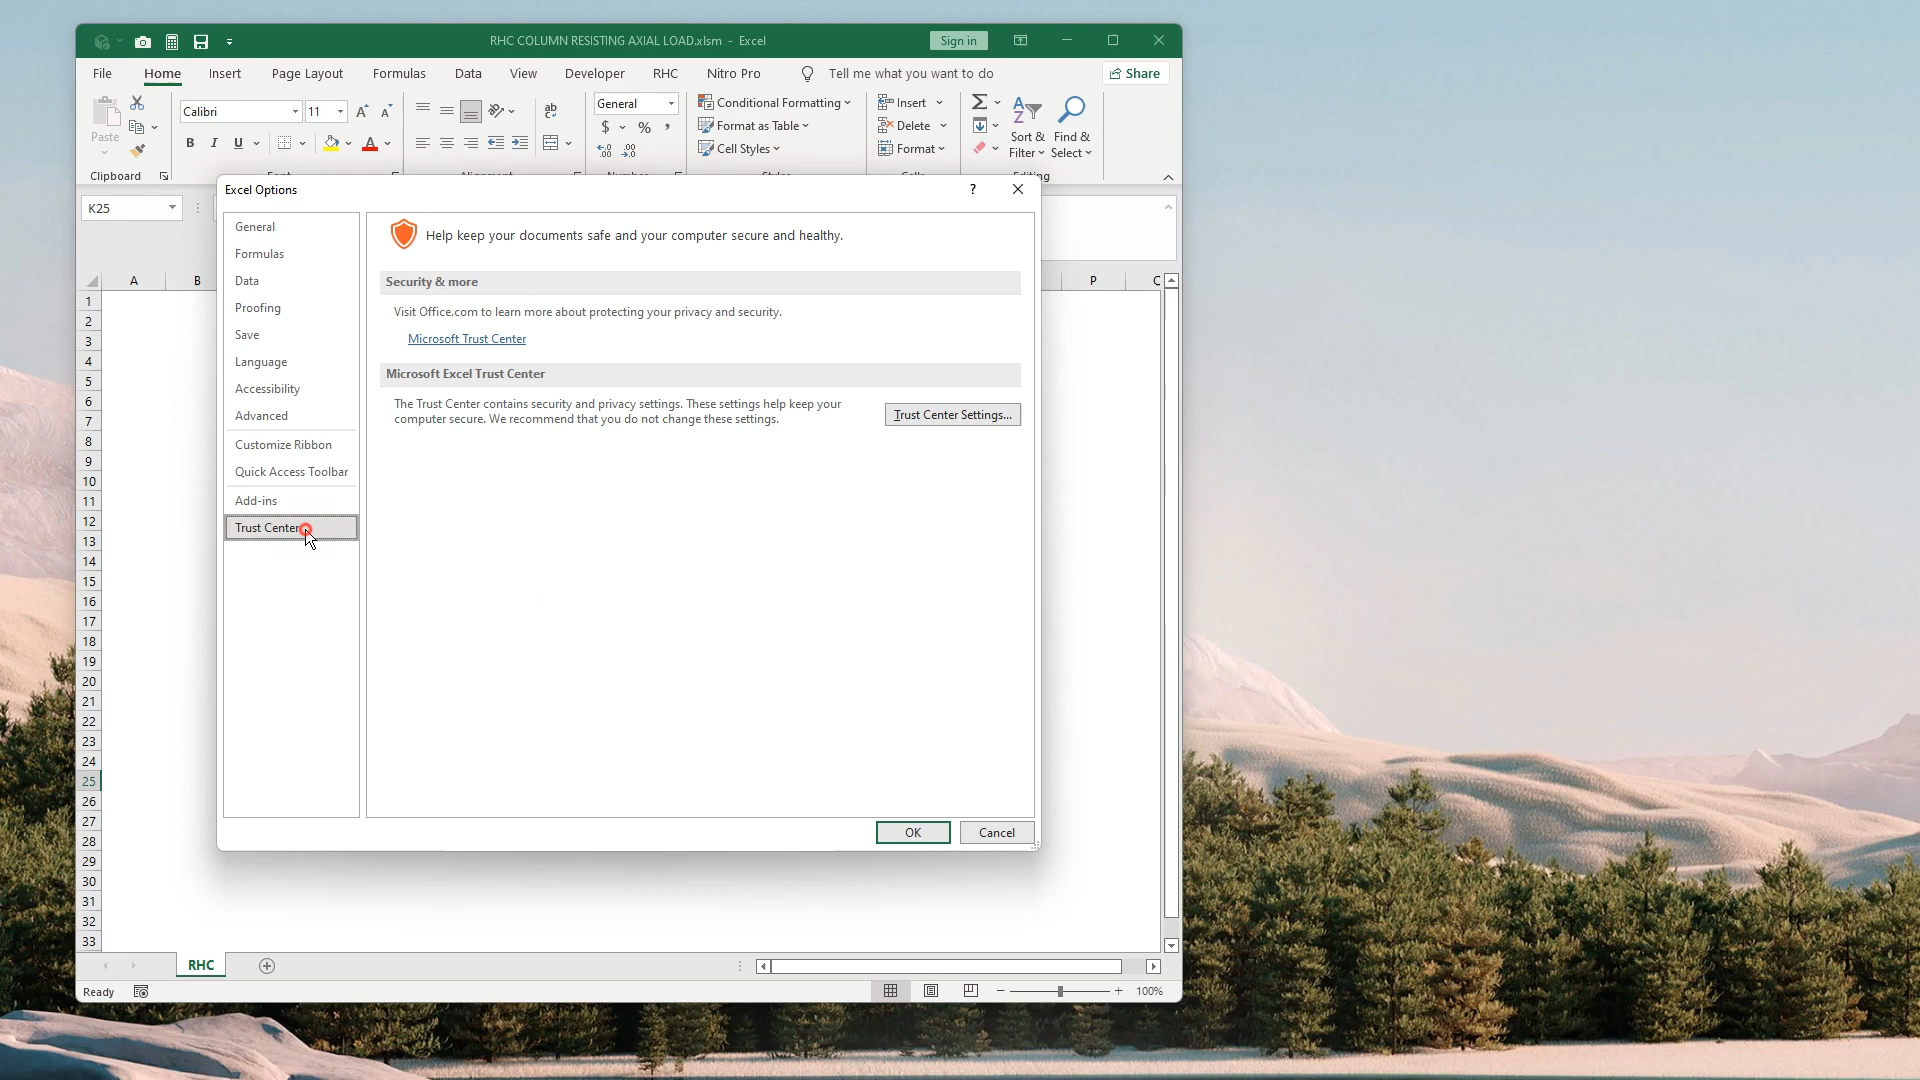 RHC COLUMN RESISTING AXIAL LOAD.xlsm - Excel
Sign in
File Home Insert Page Layout Formulas Data View Developer RHC Nitro Pro Tell me what you want to do Share
Paste
Clipboard
Calibri 11
B I U A
ab
General
$ % ,
Conditional Formatting
Format as Table
Cell Styles
Insert
Delete
Format
Sort &
Filter
Find &
Select
Editing
K25
Excel Options ?
General
Formulas
Data
Proofing
Save
Language
Accessibility
Advanced
Customize Ribbon
Quick Access Toolbar
Add-ins
Trust Center
Help keep your documents safe and your computer secure and healthy.
Security & more
Visit Office.com to learn more about protecting your privacy and security.
Microsoft Trust Center
Microsoft Excel Trust Center
The Trust Center contains security and privacy settings. These settings help keep your
computer secure. We recommend that you do not change these settings.
Trust Center Settings...
OK Cancel
A B P
1
2
3
4
5
6
7
8
9
10
11
12
13
14
15
16
17
18
19
20
21
22
23
24
25
26
27
28
29
30
31
32
33
RHC
Ready 100%